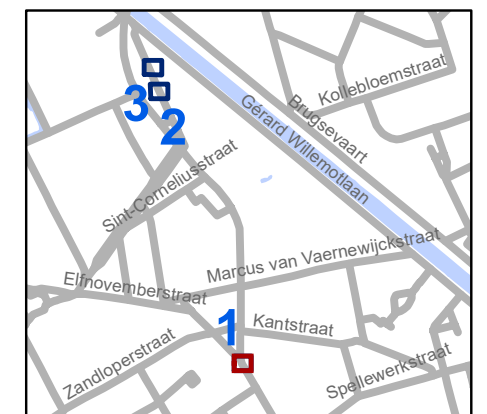 Kollebloemstraat
Brugsevaart
Gérard Willemotlaan
3
2
Sint-Corneliusstraat
Marcus van Vaernewijckstraat
Elfnovemberstraat
1
Kantstraat
Zandloperstraat
Spellewerkstraat